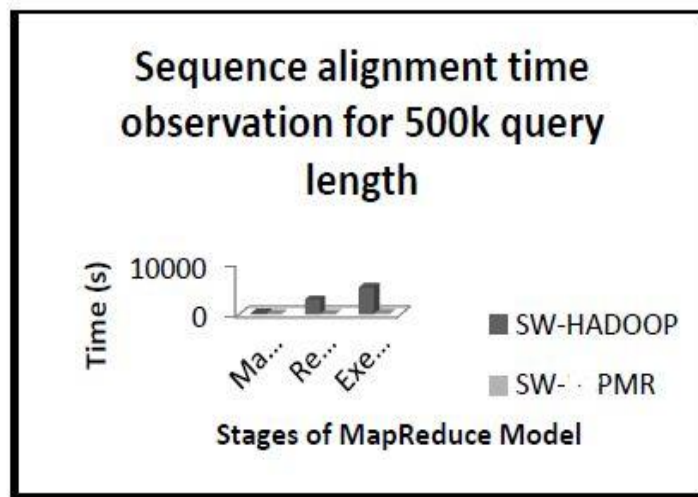 Sequence alignment time
observation for 500k query
length
Time (s)
10000
0
Ma...
Re...
Exe...
SW-HADOOP
SW- · PMR
Stages of MapReduce Model